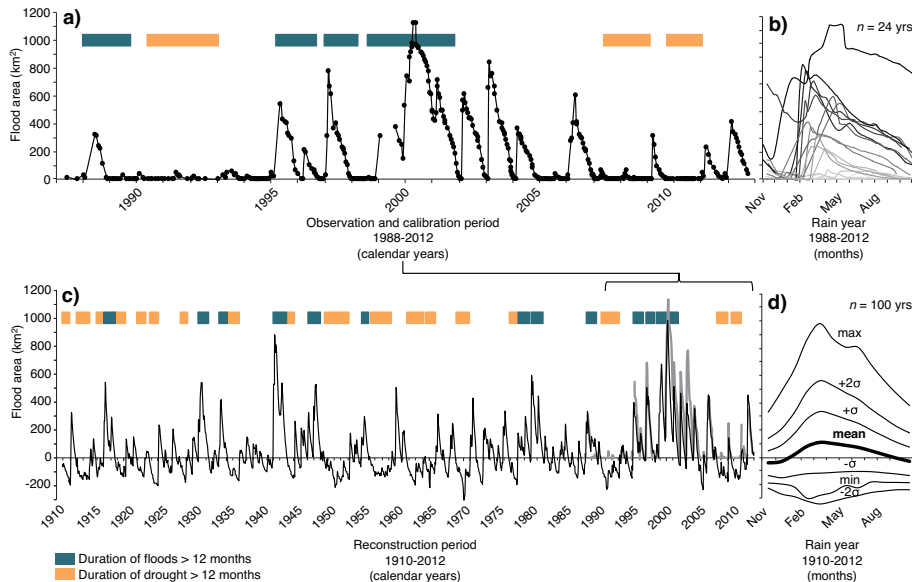 a)
b)
n = 24 yrs
Flood area (km²)
1200
1000
800
600
400
200
0
1990
1995
2000
2005
2010
Observation and calibration period
1988-2012
(calendar years)
Nov
Feb
May
Aug
Rain year
1988-2012
(months)
c)
d)
n = 100 yrs
Flood area (km²)
1200
1000
800
600
400
200
0
-200
1910
1915
1920
1925
1930
1935
1940
1945
1950
1955
1960
1965
1970
1975
1980
1985
1990
1995
2000
2005
2010
Reconstruction period
1910-2012
(calendar years)
max
+2σ
+σ
mean
-σ
min
-2σ
Nov
Feb
May
Aug
Rain year
1910-2012
(months)
Duration of floods > 12 months
Duration of drought > 12 months